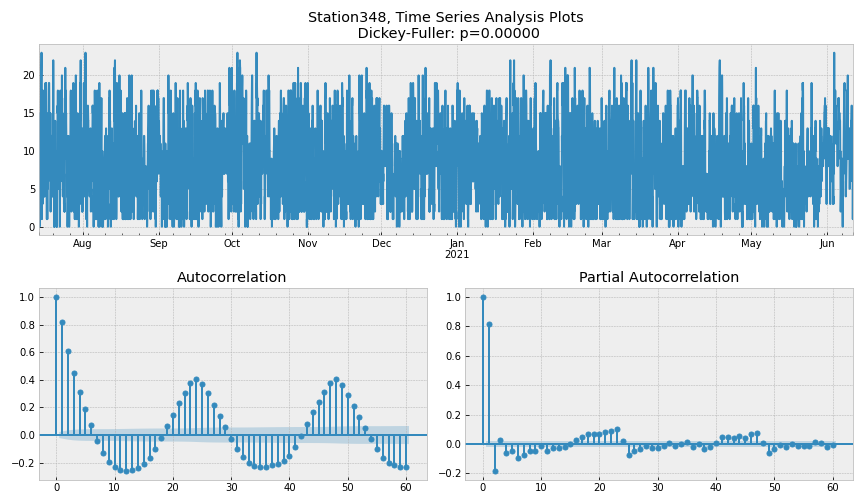 Station348, Time Series Analysis Plots
Dickey-Fuller: p=0.00000
20
15
10
5
0
Aug Sep Oct Nov Dec Jan Feb Mar Apr May Jun
2021
Autocorrelation
1.0
0.8
0.6
0.4
0.2
0.0
−0.2
0 10 20 30 40 50 60
Partial Autocorrelation
1.0
0.8
0.6
0.4
0.2
0.0
−0.2
0 10 20 30 40 50 60